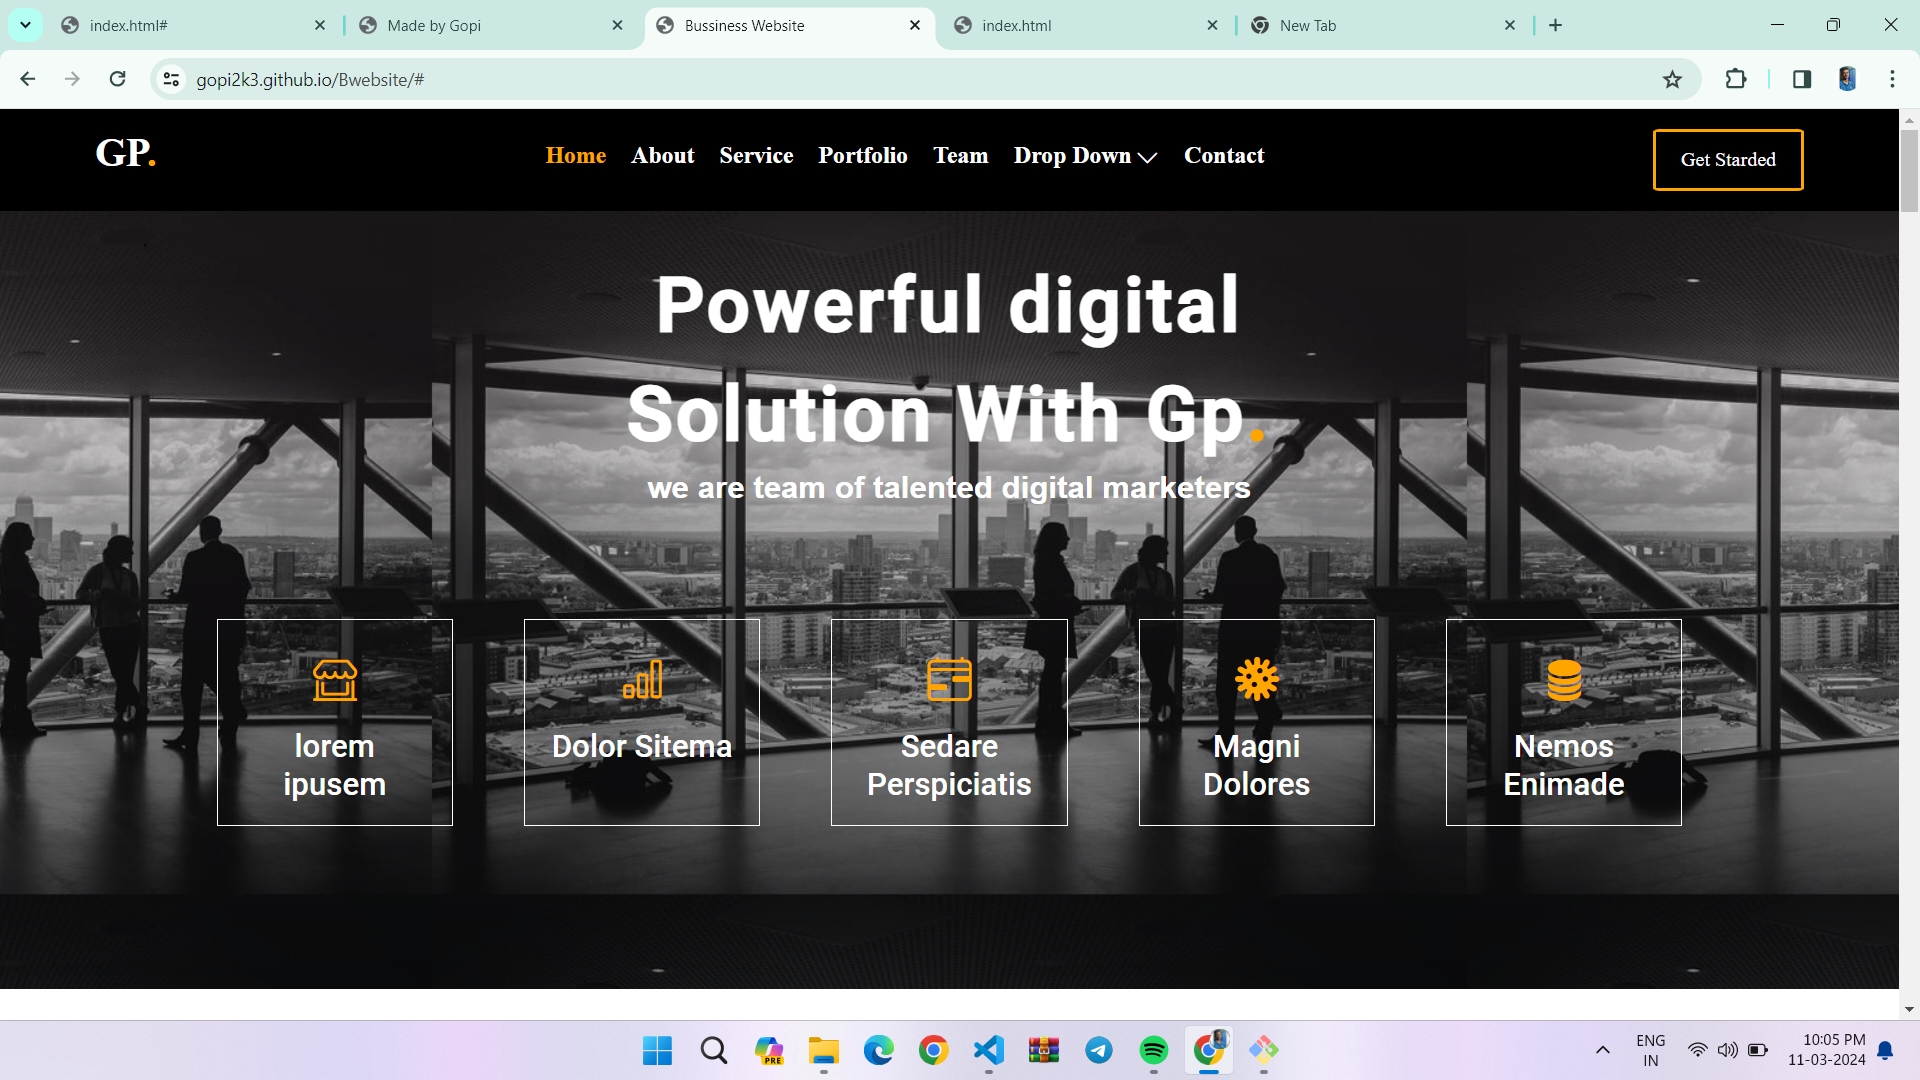 index.html#
Made by Gopi
Bussiness Website
index.html
New Tab
gopi2k3.github.io/Bwebsite/#
GP.
Home About Service Portfolio Team Drop Down Contact
Get Starded
Powerful digital
Solution With Gp.
we are team of talented digital marketers
lorem
ipusem
Dolor Sitema
Sedare
Perspiciatis
Magni
Dolores
Nemos
Enimade
PRE
ENG
IN
10:05 PM
11-03-2024